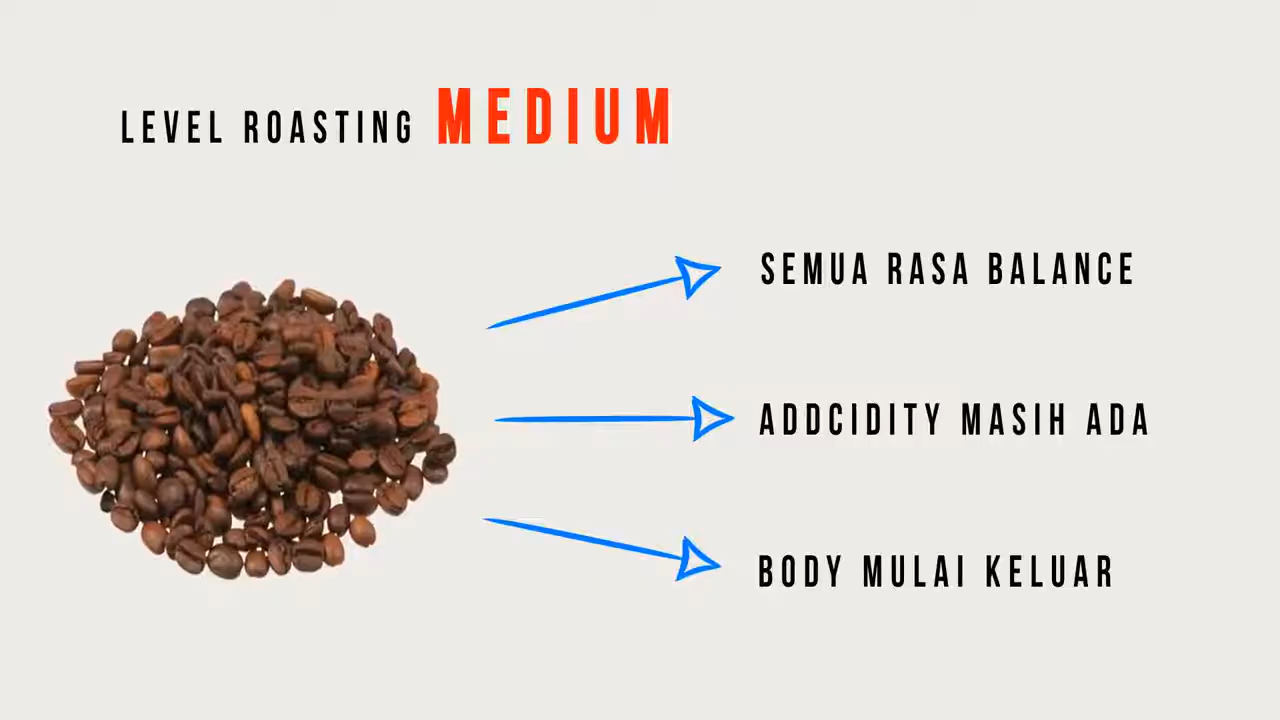 LEVEL ROASTING MEDIUM
SEMUA RASA BALANCE
ADDCIDITY MASIH ADA
BODY MULAI KELUAR